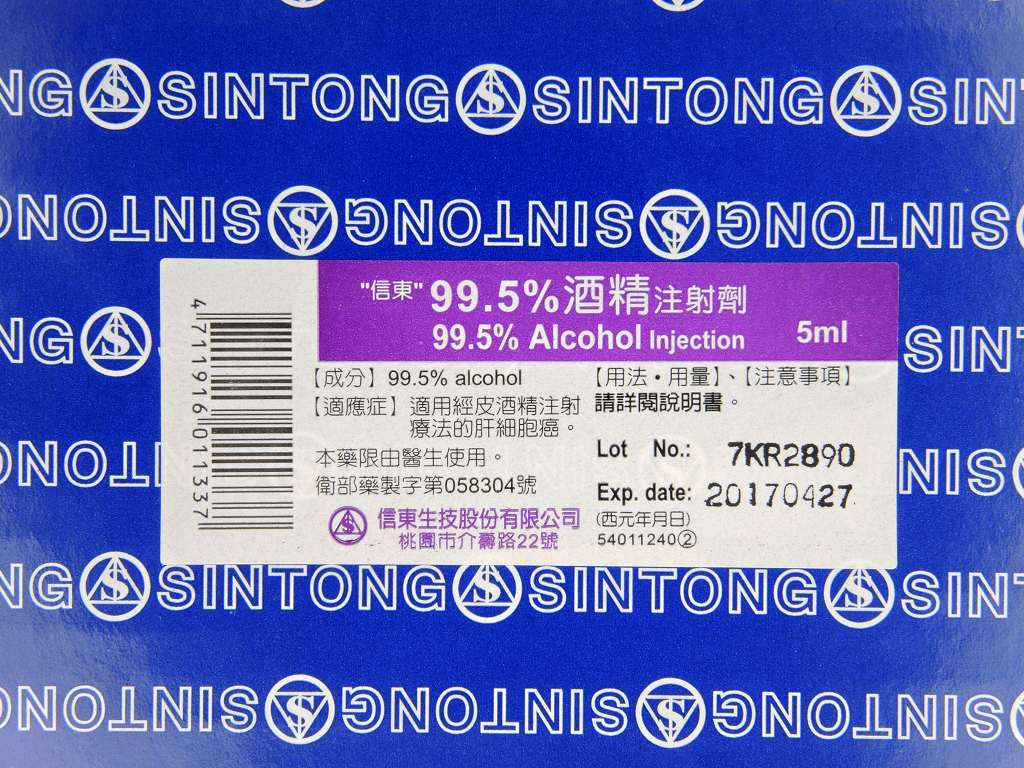 NG SINTONG SINTONG SIN
SINTONG SINTONG SINTONG
"信東" 99.5%酒精注射劑
99.5% Alcohol Injection 5ml
【成分】99.5% alcohol
【適應症】適用經皮酒精注射
療法的肝細胞癌。
本藥限由醫生使用。
衛部藥製字第058304號
信東生技股份有限公司
桃園市介壽路22號
【用法・用量】、【注意事項】
請詳閱說明書。
Lot No.: 7KR2890
Exp. date: 20170427
(西元年月日)
54011240②
4711916011337
NG SINTONG SINTONG SIN
SINTONG SINTONG SINTONG